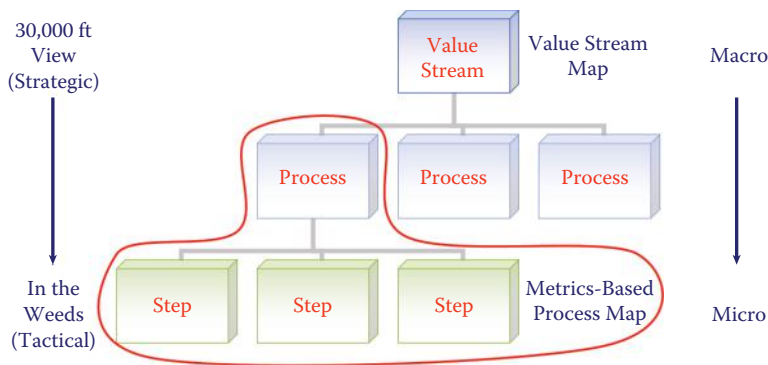 30,000 ft
View
(Strategic)
Value
Stream
Value Stream
Map
Macro
Process
Process
Process
In the
Weeds
(Tactical)
Step
Step
Step
Metrics-Based
Process Map
Micro